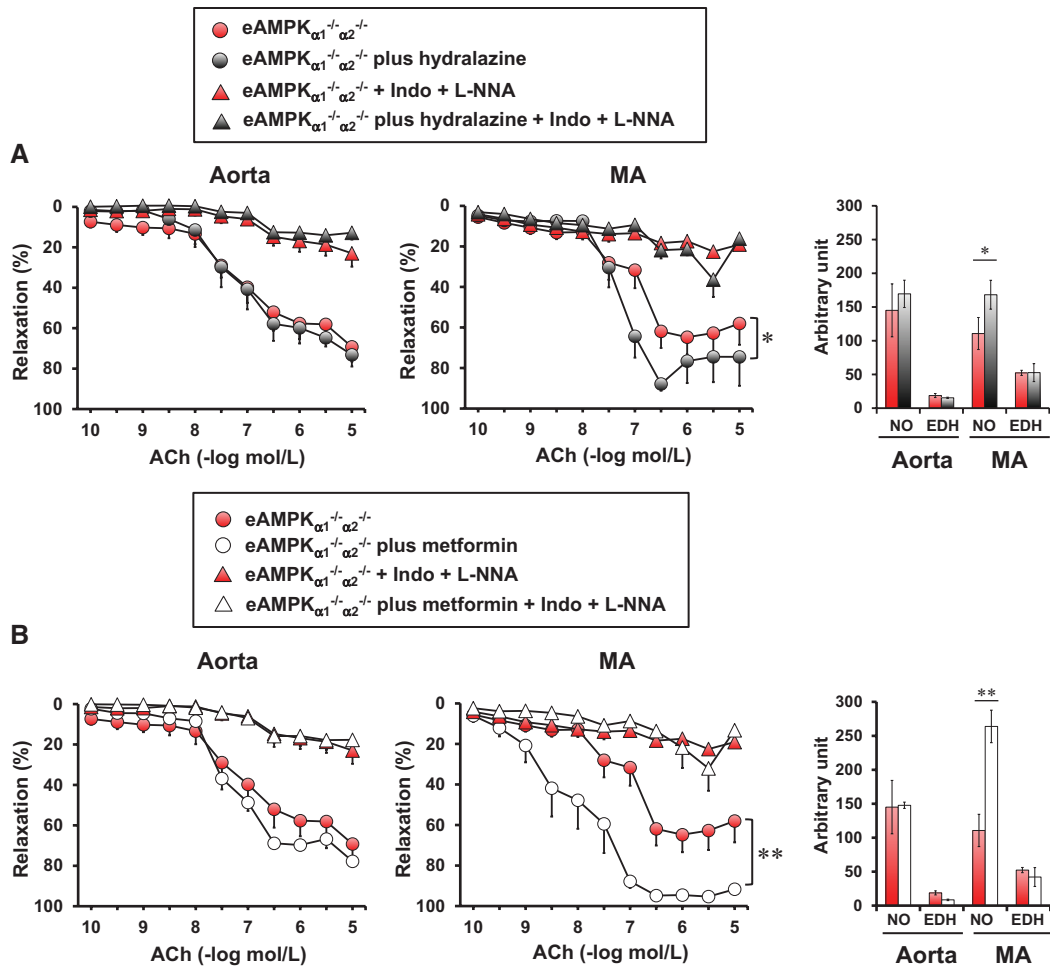 eAMPKα1-/-α2-/-
eAMPKα1-/-α2-/- plus hydralazine
eAMPKα1-/-α2-/- + Indo + L-NNA
eAMPKα1-/-α2-/- plus hydralazine + Indo + L-NNA
A
Aorta
MA
Relaxation (%)
0
20
40
60
80
100
10 9 8 7 6 5
ACh (-log mol/L)
Relaxation (%)
0
20
40
60
80
100
*
10 9 8 7 6 5
ACh (-log mol/L)
Arbitrary unit
300
250
200
150
100
50
0
*
NO EDH NO EDH
Aorta MA
eAMPKα1-/-α2-/-
eAMPKα1-/-α2-/- plus metformin
eAMPKα1-/-α2-/- + Indo + L-NNA
eAMPKα1-/-α2-/- plus metformin + Indo + L-NNA
B
Aorta
MA
Relaxation (%)
0
20
40
60
80
100
10 9 8 7 6 5
ACh (-log mol/L)
Relaxation (%)
0
20
40
60
80
100
**
10 9 8 7 6 5
ACh (-log mol/L)
Arbitrary unit
300
250
200
150
100
50
0
**
NO EDH NO EDH
Aorta MA